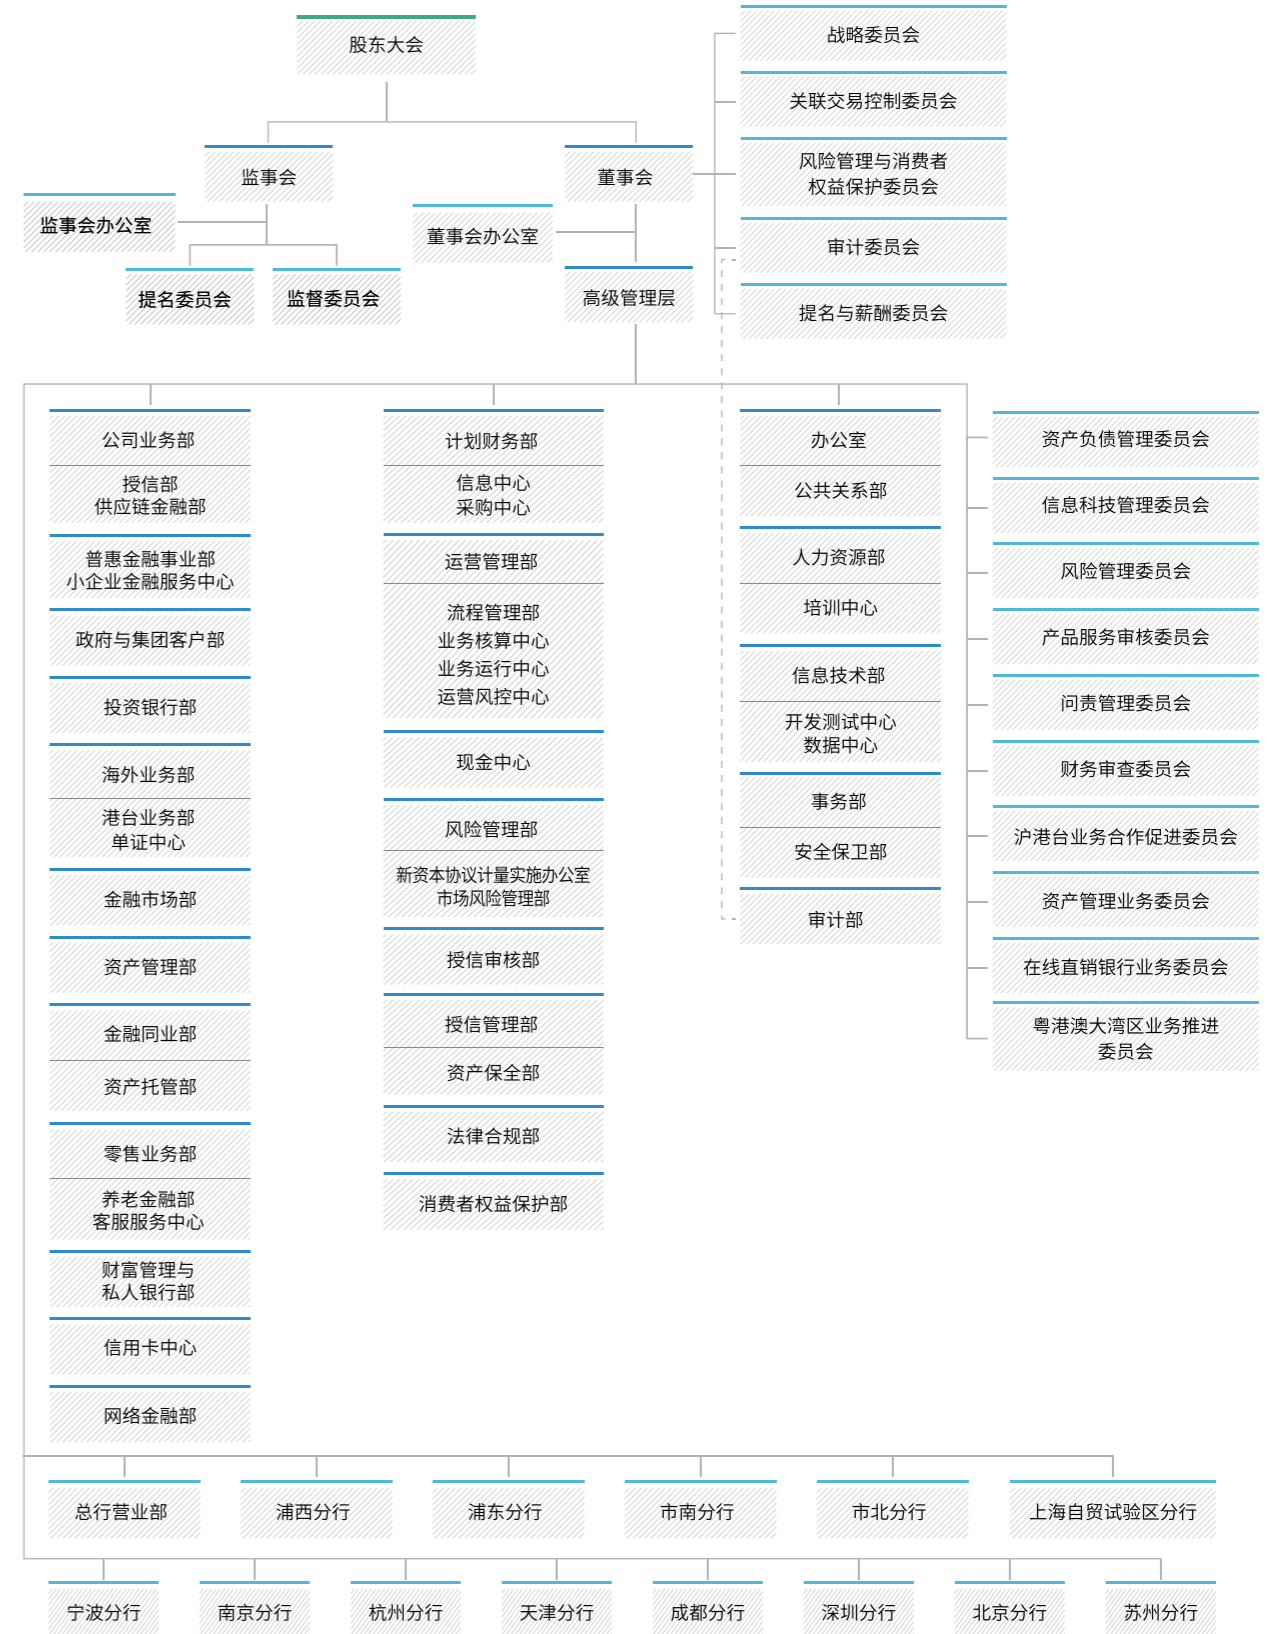 股东大会
监事会
董事会
监事会办公室
提名委员会
监督委员会
董事会办公室
高级管理层
战略委员会
关联交易控制委员会
风险管理与消费者
权益保护委员会
审计委员会
提名与薪酬委员会
公司业务部
授信部
供应链金融部
普惠金融事业部
小企业金融服务中心
政府与集团客户部
投资银行部
海外业务部
港台业务部
单证中心
金融市场部
资产管理部
金融同业部
资产托管部
零售业务部
养老金融部
客服服务中心
财富管理与
私人银行部
信用卡中心
网络金融部
计划财务部
信息中心
采购中心
运营管理部
流程管理部
业务核算中心
业务运行中心
运营风控中心
现金中心
风险管理部
新资本协议计量实施办公室
市场风险管理部
授信审核部
授信管理部
资产保全部
法律合规部
消费者权益保护部
办公室
公共关系部
人力资源部
培训中心
信息技术部
开发测试中心
数据中心
事务部
安全保卫部
审计部
资产负债管理委员会
信息科技管理委员会
风险管理委员会
产品服务审核委员会
问责管理委员会
财务审查委员会
沪港台业务合作促进委员会
资产管理业务委员会
在线直销银行业务委员会
粤港澳大湾区业务推进
委员会
总行营业部
浦西分行
浦东分行
市南分行
市北分行
上海自贸试验区分行
宁波分行
南京分行
杭州分行
天津分行
成都分行
深圳分行
北京分行
苏州分行